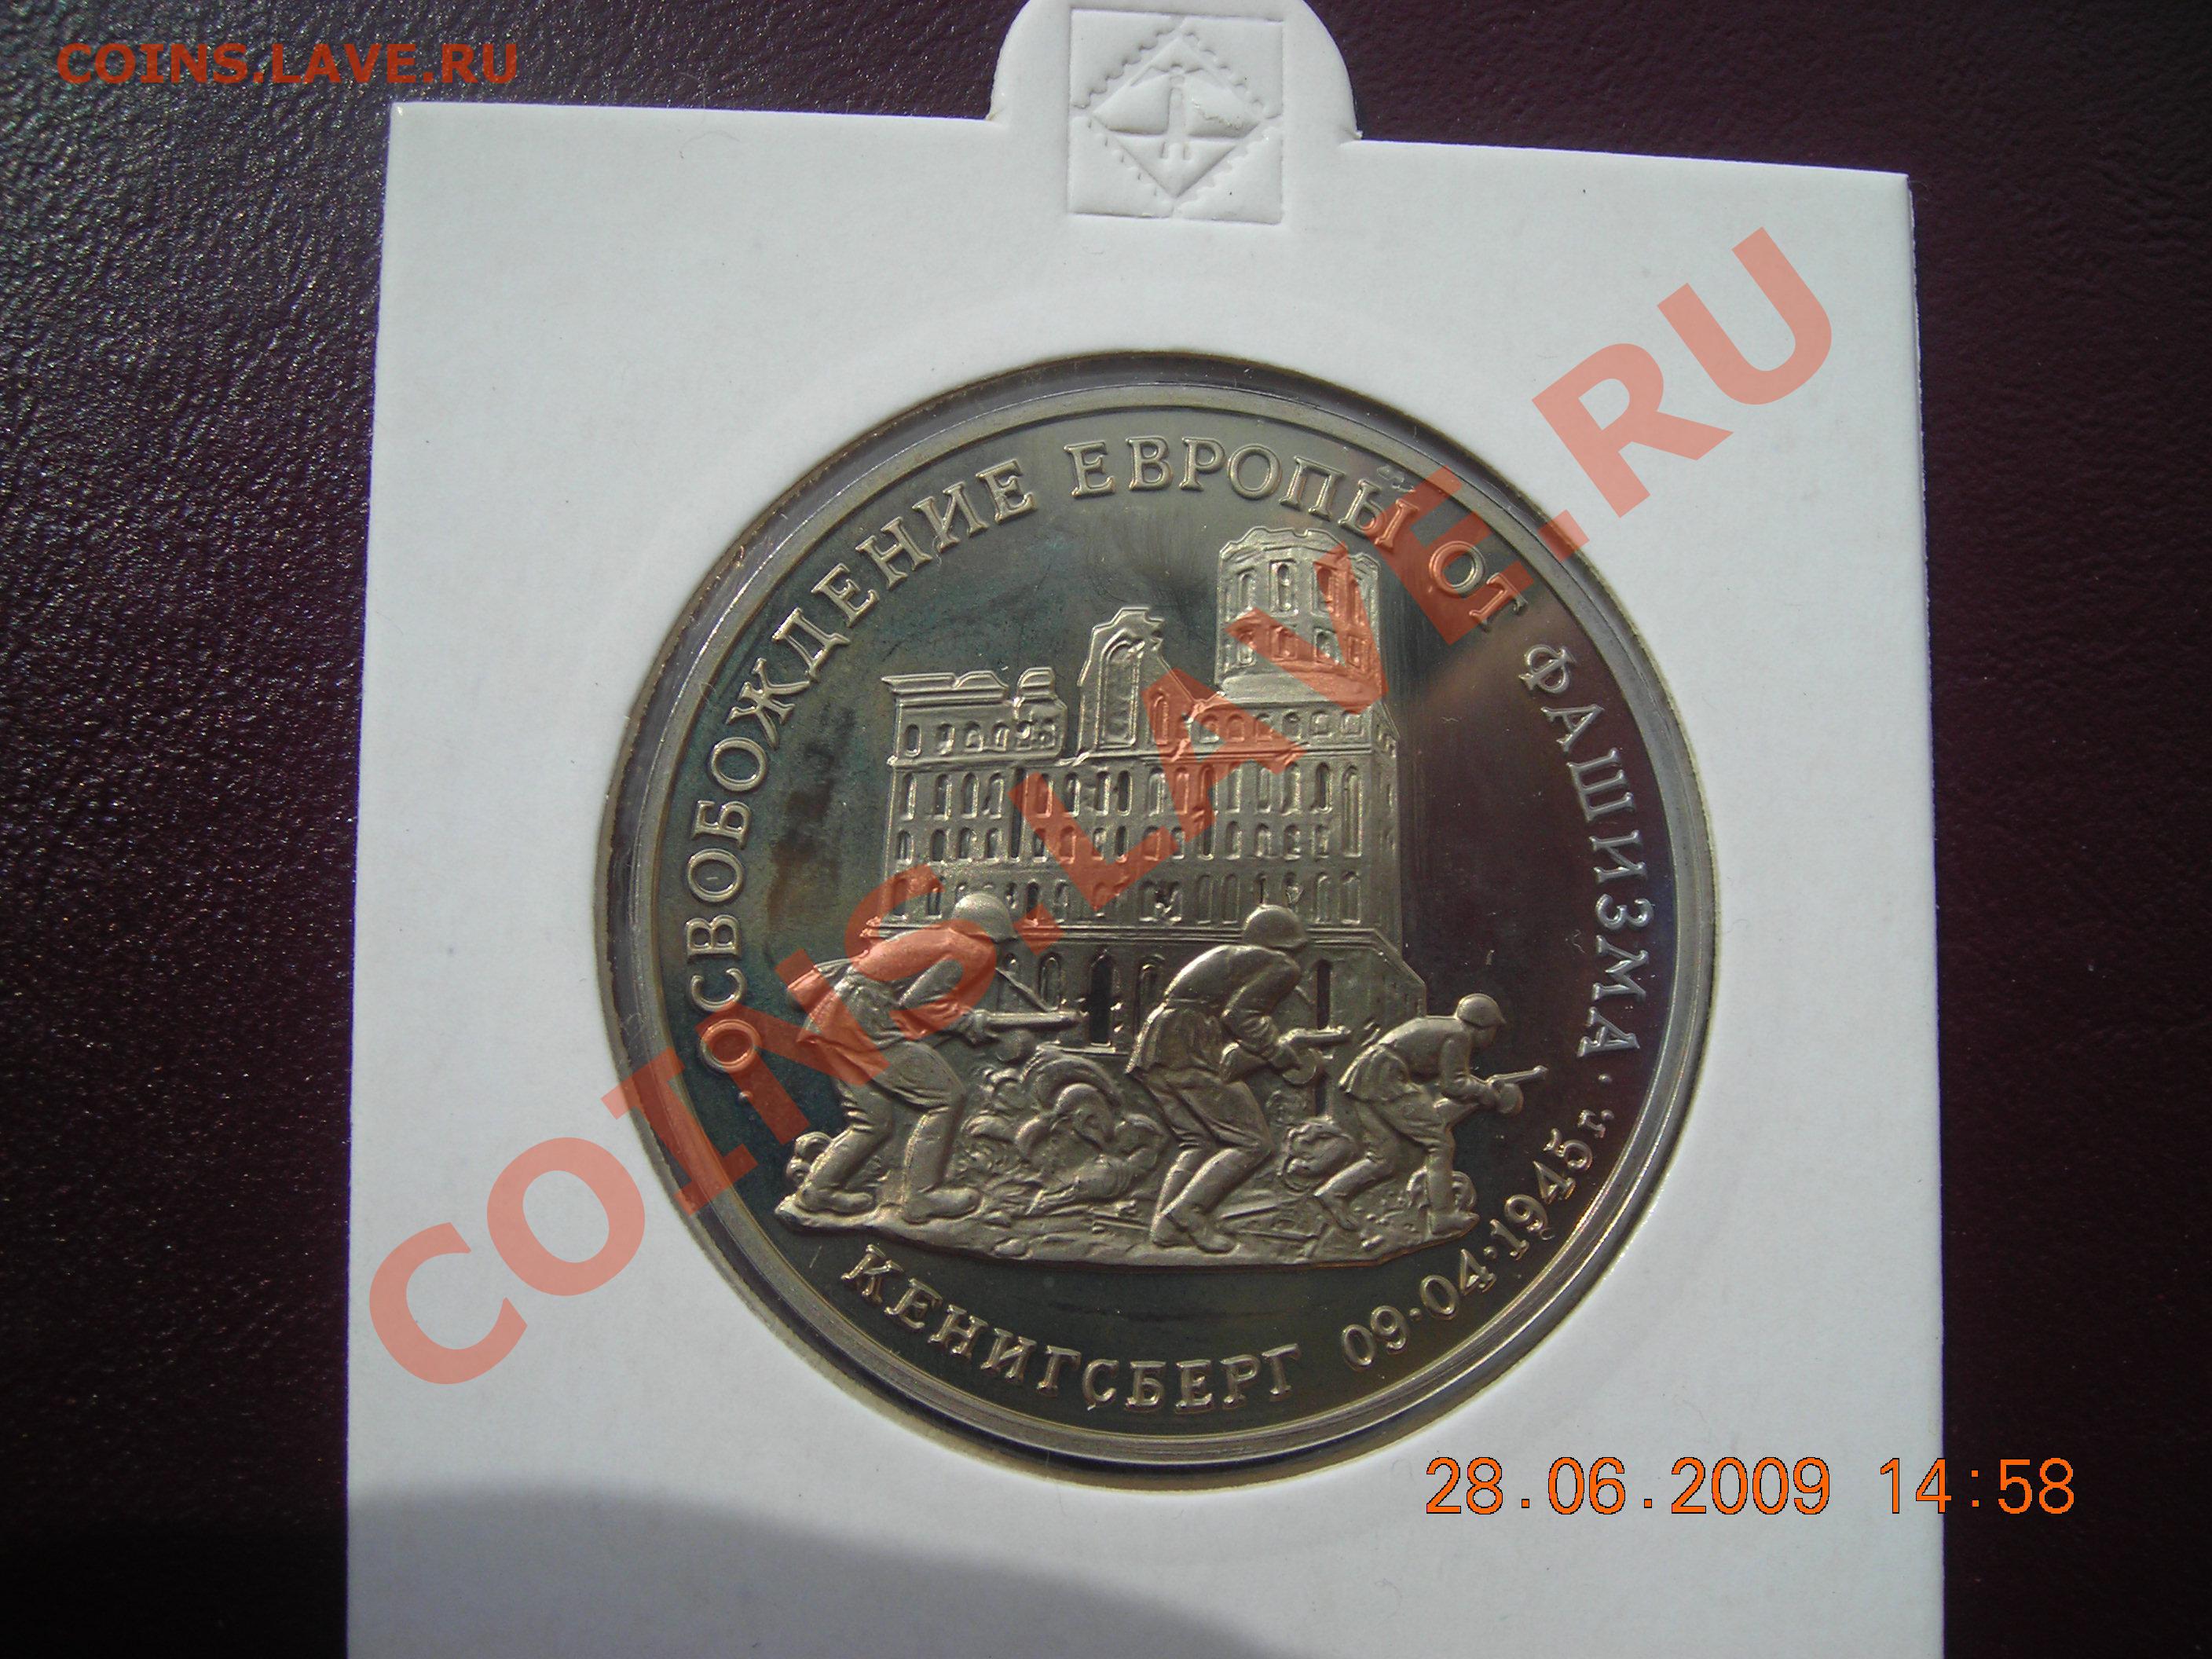 COINS.LAVE.RU
ОСВОБОЖДЕНИЕ ЕВРОПЫ ОТ ФАШИЗМА·
КЕНИГСБЕРГ 09·04·1945г.
COINS.LAVE.RU
28.06.2009 14:58